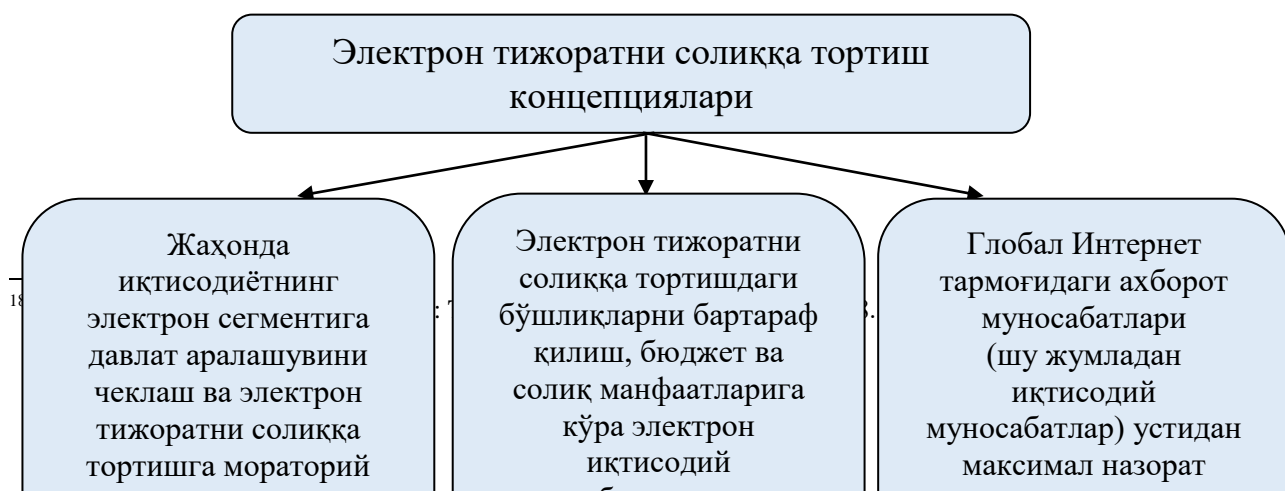 Электрон тижоратни солиққа тортиш
концепциялари
Жаҳонда
иқтисодиётнинг
электрон сегментига
давлат аралашувини
чеклаш ва электрон
тижоратни солиққа
тортишга мораторий
Электрон тижоратни
солиққа тортишдаги
бўшлиқларни бартараф
қилиш, бюджет ва
солиқ манфаатларига
кўра электрон
иқтисодий
Глобал Интернет
тармоғидаги ахборот
муносабатлари
(шу жумладан
иқтисодий
муносабатлар) устидан
максимал назорат